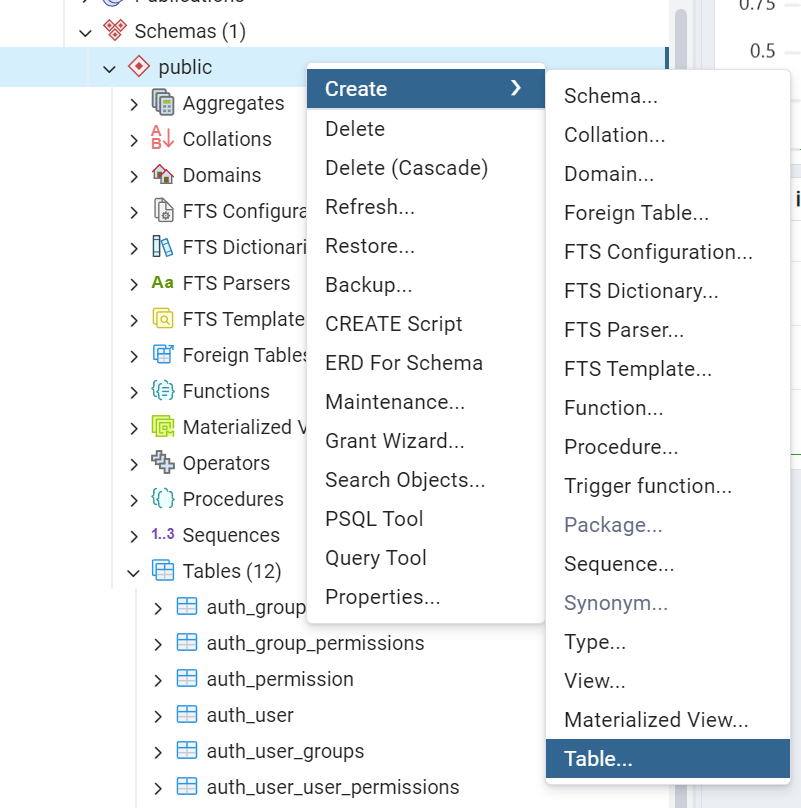 Publications
0.75
Schemas (1)
0.5
public
Aggregates
Collations
Domains
FTS Configura
FTS Dictionari
Aa FTS Parsers
FTS Template
Foreign Tables
Functions
Materialized V
Operators
Procedures
1..3 Sequences
Tables (12)
auth_group
auth_group_permissions
auth_permission
auth_user
auth_user_groups
auth_user_user_permissions
Create
Delete
Delete (Cascade)
Refresh...
Restore...
Backup...
CREATE Script
ERD For Schema
Maintenance...
Grant Wizard...
Search Objects...
PSQL Tool
Query Tool
Properties...
Schema...
Collation...
Domain...
Foreign Table...
FTS Configuration...
FTS Dictionary...
FTS Parser...
FTS Template...
Function...
Procedure...
Trigger function...
Package...
Sequence...
Synonym...
Type...
View...
Materialized View...
Table...